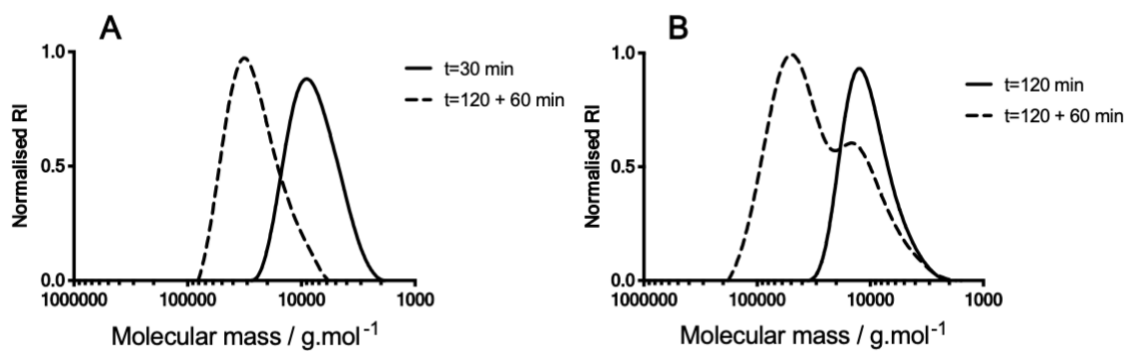 A
1.0
0.5
0.0
Normalised RI
t=30 min
t=120 + 60 min
1000000 100000 10000 1000
Molecular mass / g.mol-1
B
1.0
0.5
0.0
Normalised RI
t=120 min
t=120 + 60 min
1000000 100000 10000 1000
Molecular mass / g.mol-1